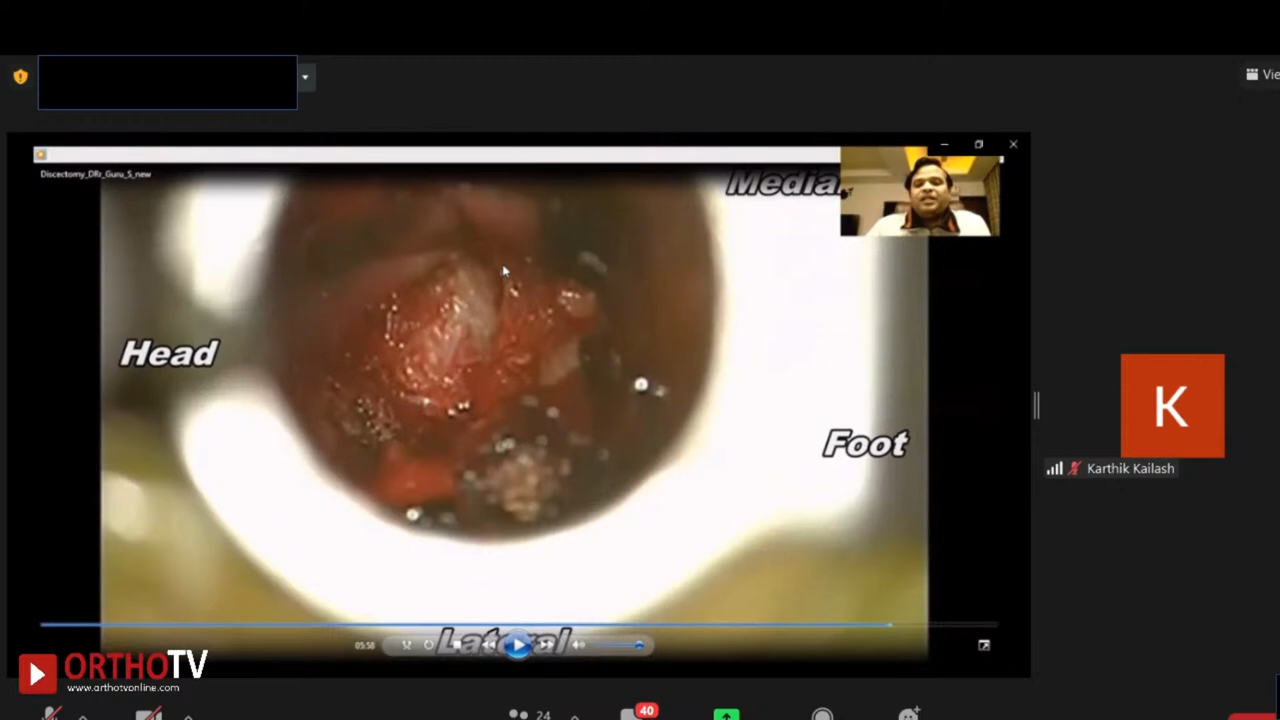 Vie
Discectomy_DRr_Guru_S_new
Media
Head
Foot
K
Karthik Kailash
Lateral
05:58
ORTHOTV
www.orthotvonline.com
24
40